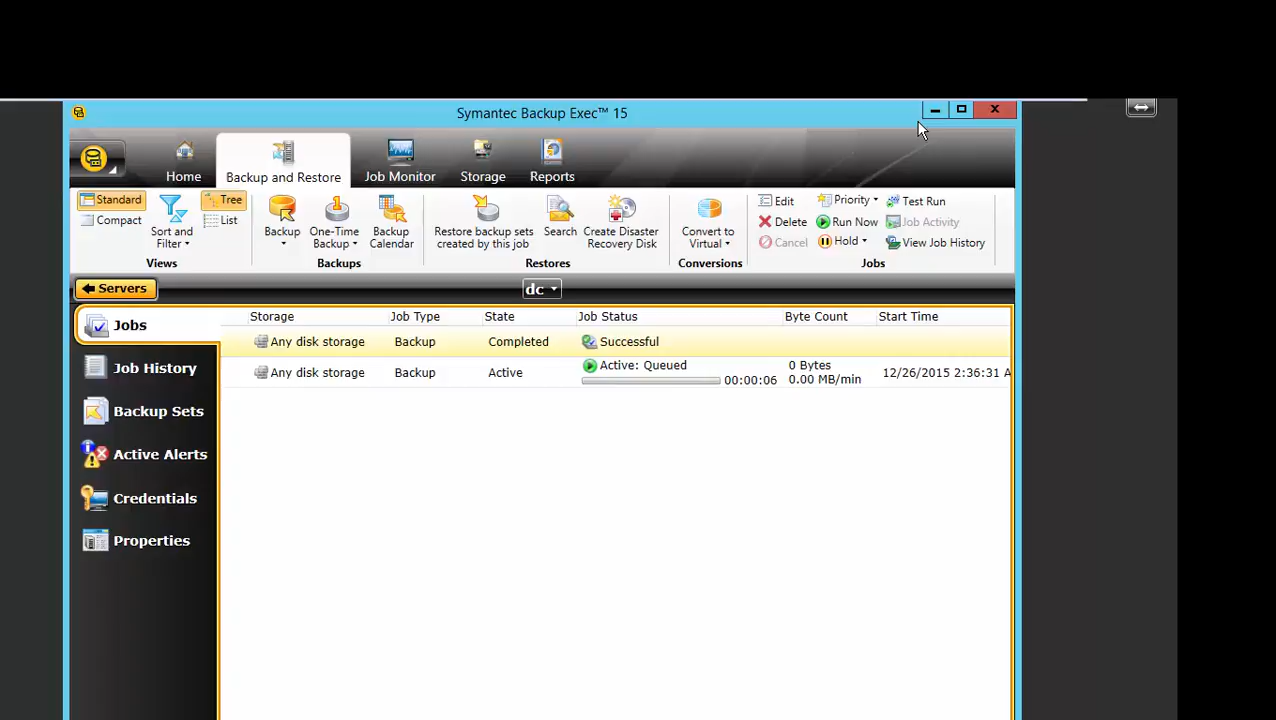 Symantec Backup Exec™ 15
Home
Backup and Restore
Job Monitor
Storage
Reports
Standard
Compact
Sort and
Filter
Tree
List
Views
Backup
One-Time
Backup
Backup
Calendar
Backups
Restore backup sets
created by this job
Search
Create Disaster
Recovery Disk
Restores
Convert to
Virtual
Conversions
Edit
Delete
Cancel
Priority
Run Now
Hold
Test Run
Job Activity
View Job History
Jobs
Servers
dc
Jobs
Job History
Backup Sets
Active Alerts
Credentials
Properties
Storage Job Type State Job Status Byte Count Start Time
Any disk storage Backup Completed Successful
Any disk storage Backup Active Active: Queued 00:00:06 0 Bytes 12/26/2015 2:36:31 A
0.00 MB/min